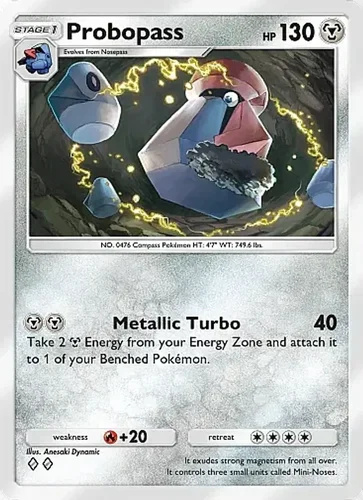 STAGE 1
Probopass
HP 130
Evolves from Nosepass
NO. 0476 Compass Pokémon HT: 4'7" WT: 749.6 lbs.
Metallic Turbo 40
Take 2 Energy from your Energy Zone and attach it
to 1 of your Benched Pokémon.
weakness +20 retreat
Illus. Anesaki Dynamic
It exudes strong magnetism from all over.
It controls three small units called Mini-Noses.